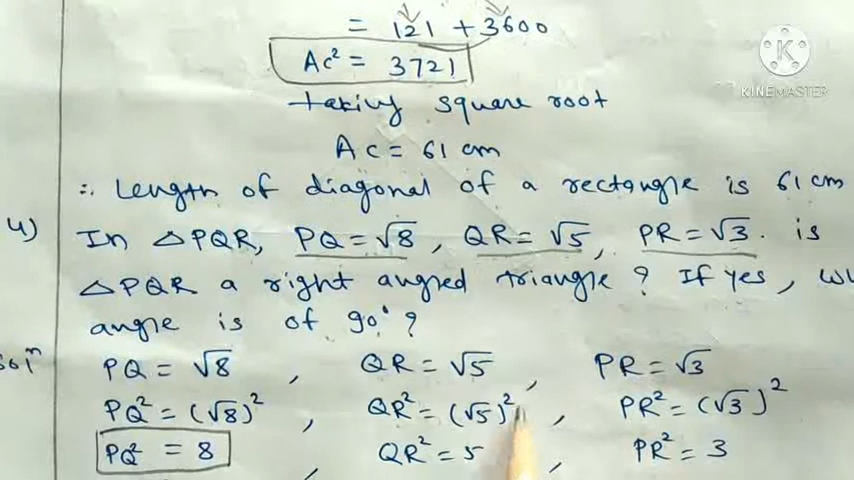 = 121 + 3600
K
KINEMASTER
AC² = 3721
taking square root
AC = 61 cm
∴ Length of diagonal of a rectangle is 61 cm
4) In △PQR, PQ = √8, QR = √5, PR = √3. is
△PQR a right angled triangle? If yes,
angle is of 90°?
PQ = √8, QR = √5, PR = √3
PQ² = (√8)², QR² = (√5)², PR² = (√3)²
PQ² = 8, QR² = 5, PR² = 3